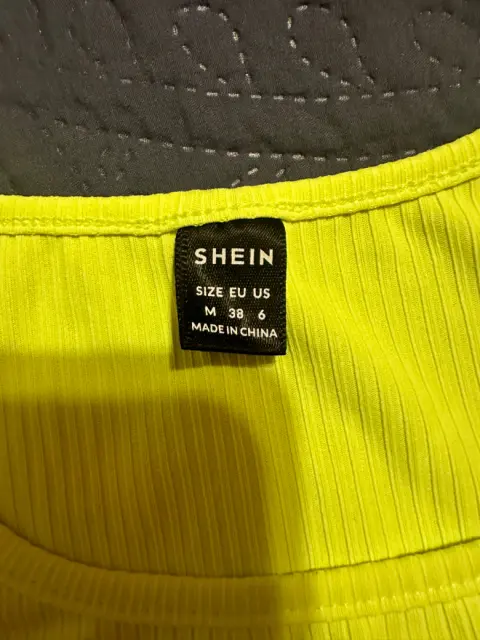 SHEIN
SIZE EU US
M 38 6
MADE IN CHINA